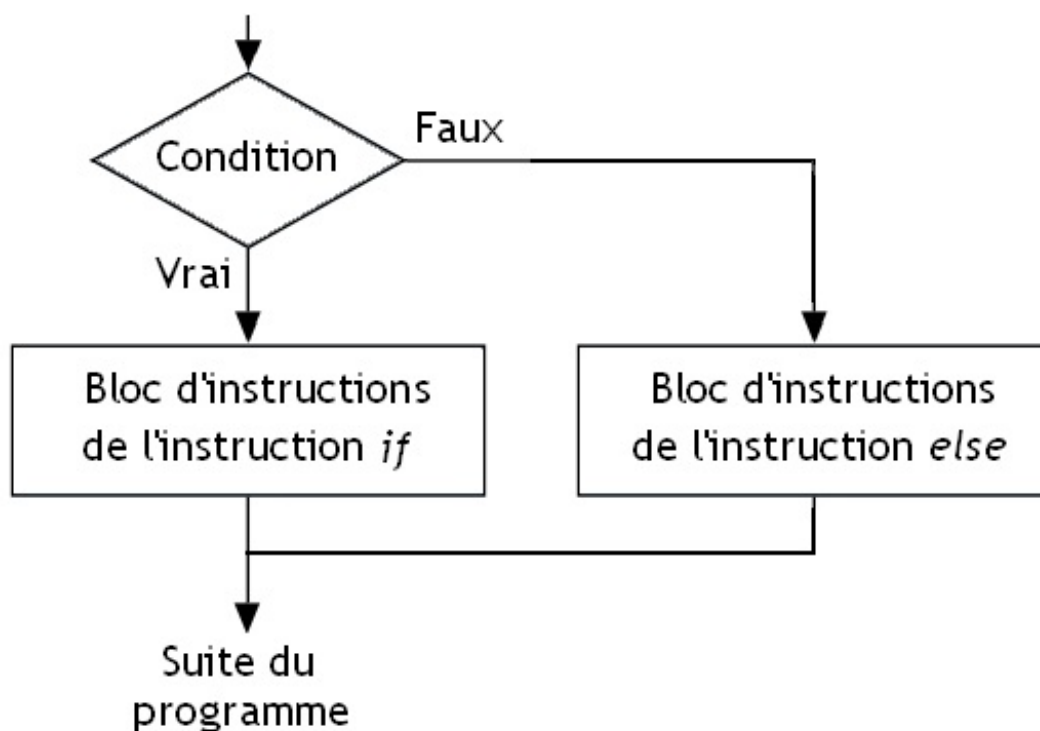 Condition
Faux
Vrai
Bloc d'instructions
de l'instruction if
Bloc d'instructions
de l'instruction else
Suite du
programme